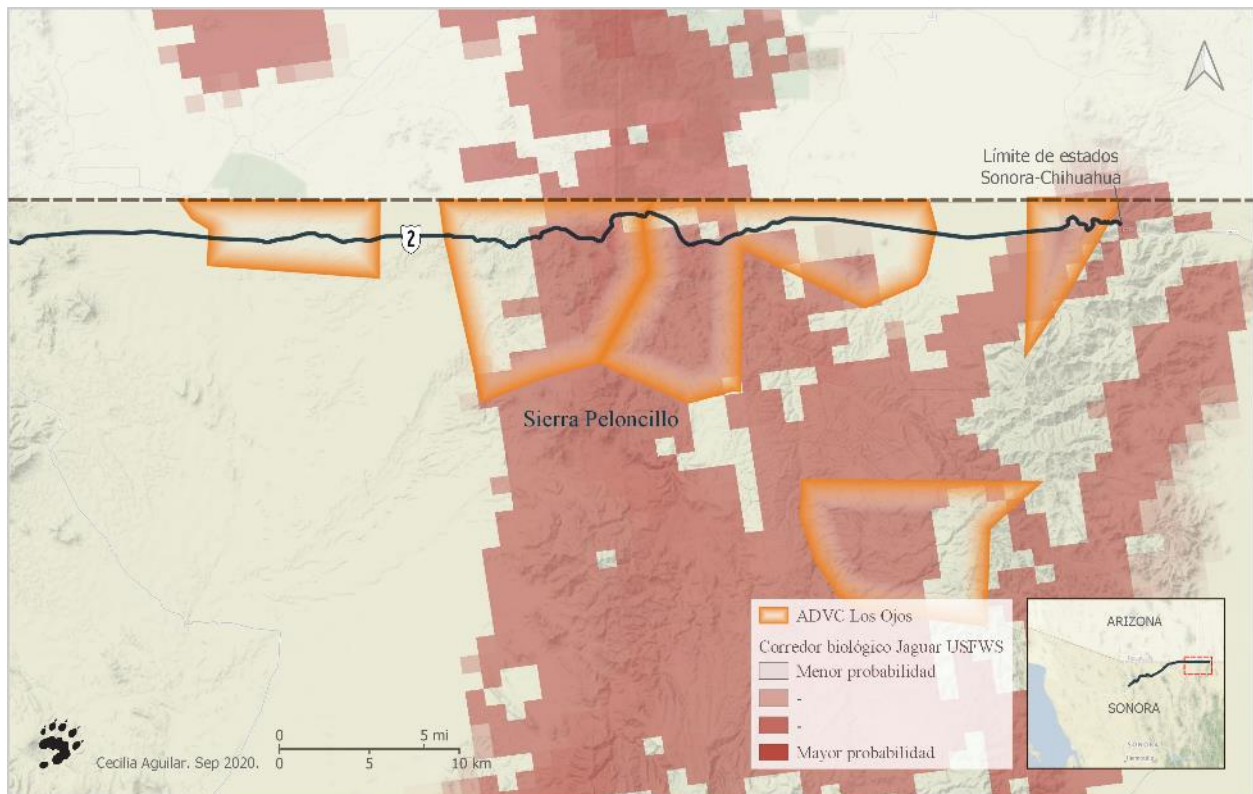 Límite de estados
Sonora-Chihuahua
2
Sierra Peloncillo
ADVC Los Ojos
Corredor biológico Jaguar USFWS
Menor probabilidad
-
-
Mayor probabilidad
ARIZONA
SONORA
SONORA
Cecilia Aguilar. Sep 2020.
0 5 mi
0 5 10 km